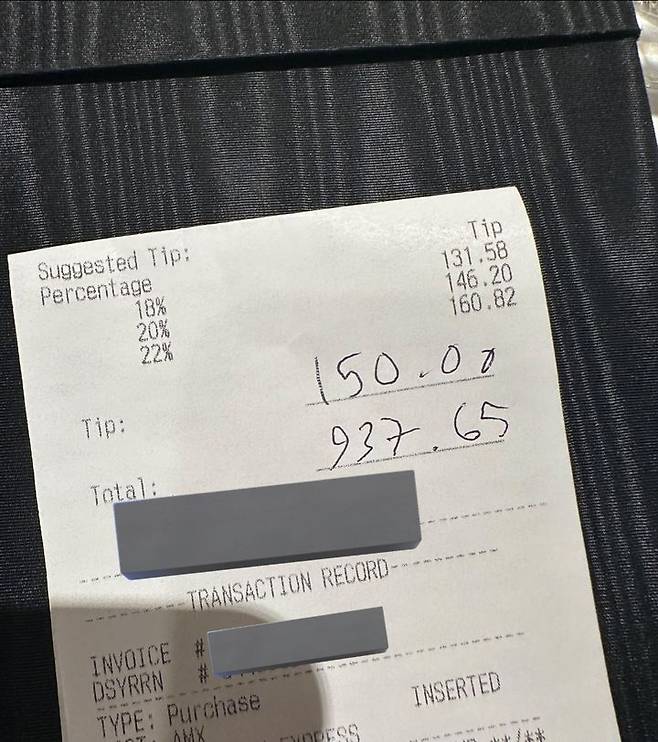 Suggested Tip:
Percentage Tip
18% 131.58
20% 146.20
22% 160.82
Tip: 150.00
Total: 937.65
TRANSACTION RECORD
INVOICE #
DSYRRN #
TYPE: Purchase INSERTED
AMX